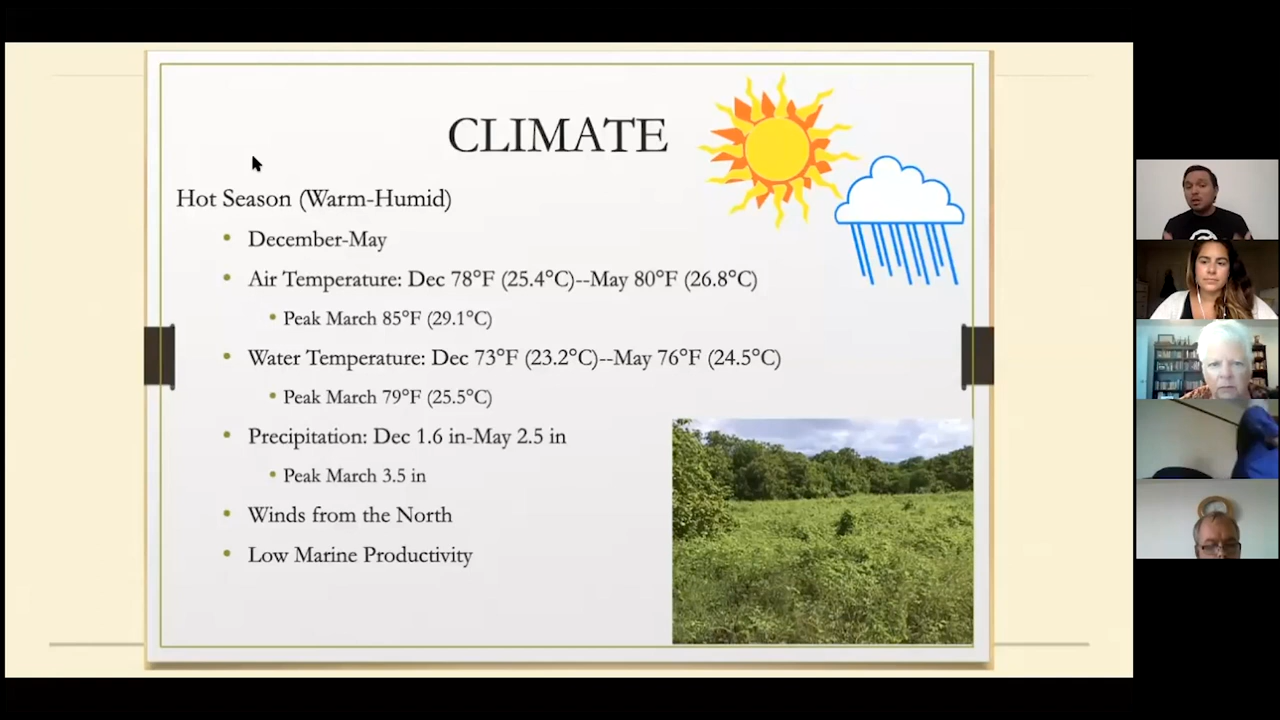 CLIMATE
Hot Season (Warm-Humid)
December-May
Air Temperature: Dec 78°F (25.4°C)--May 80°F (26.8°C)
Peak March 85°F (29.1°C)
Water Temperature: Dec 73°F (23.2°C)--May 76°F (24.5°C)
Peak March 79°F (25.5°C)
Precipitation: Dec 1.6 in-May 2.5 in
Peak March 3.5 in
Winds from the North
Low Marine Productivity